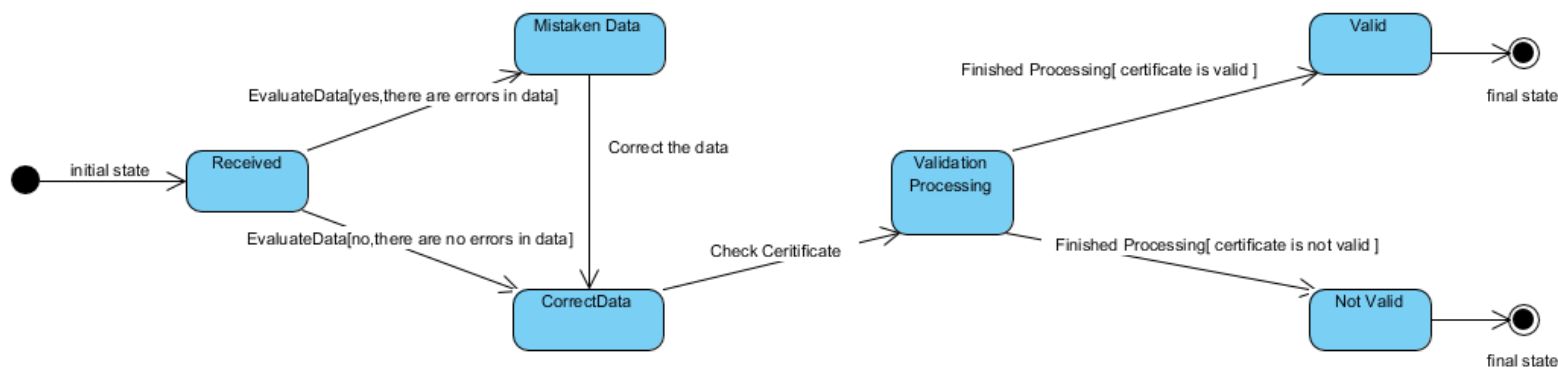 Mistaken Data
Valid
Finished Processing[ certificate is valid ]
EvaluateData[yes,there are errors in data]
final state
Correct the data
Received
Validation
Processing
initial state
EvaluateData[no,there are no errors in data]
Check Ceritificate
Finished Processing[ certificate is not valid ]
CorrectData
Not Valid
final state